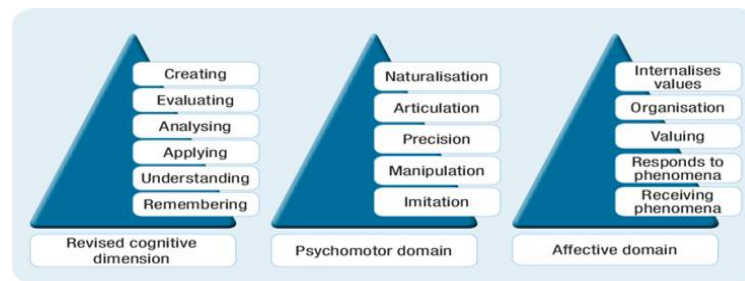 Creating
Evaluating
Analysing
Applying
Understanding
Remembering
Revised cognitive
dimension
Naturalisation
Articulation
Precision
Manipulation
Imitation
Psychomotor domain
Internalises
values
Organisation
Valuing
Responds to
phenomena
Receiving
phenomena
Affective domain